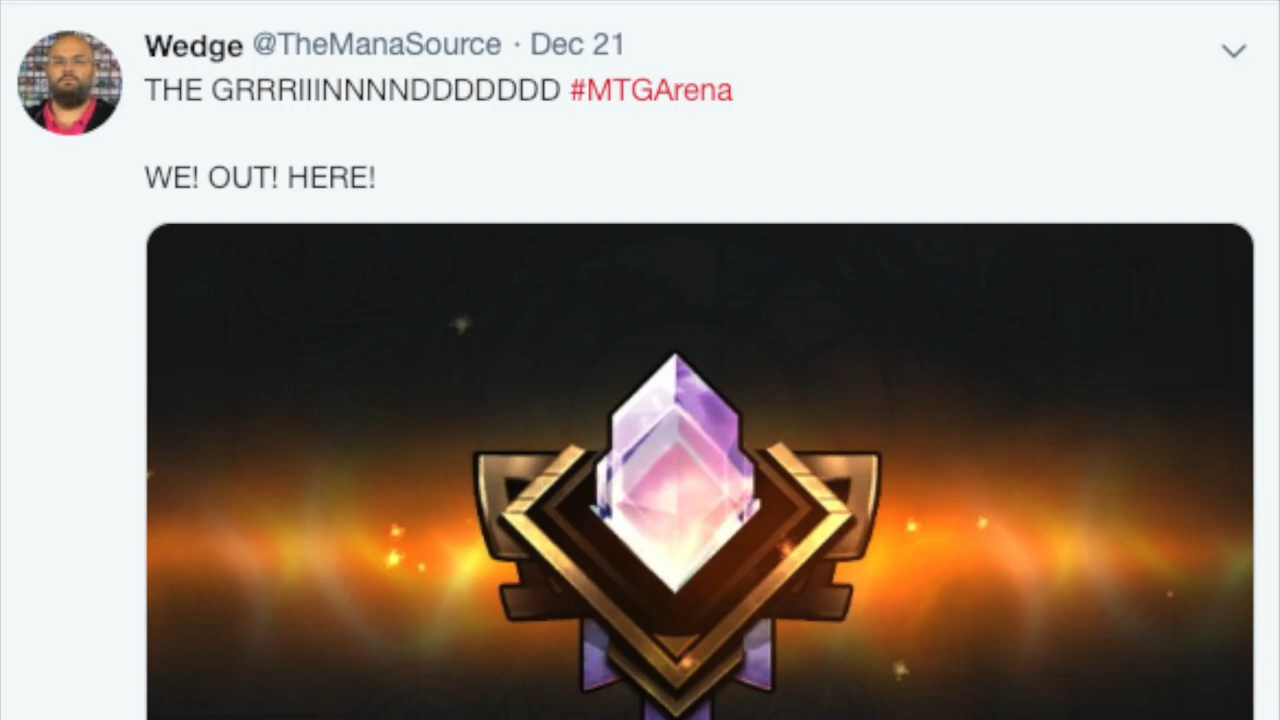 Wedge @TheManaSource · Dec 21
THE GRRRIIINNNNDDDDDDD #MTGArena
WE! OUT! HERE!